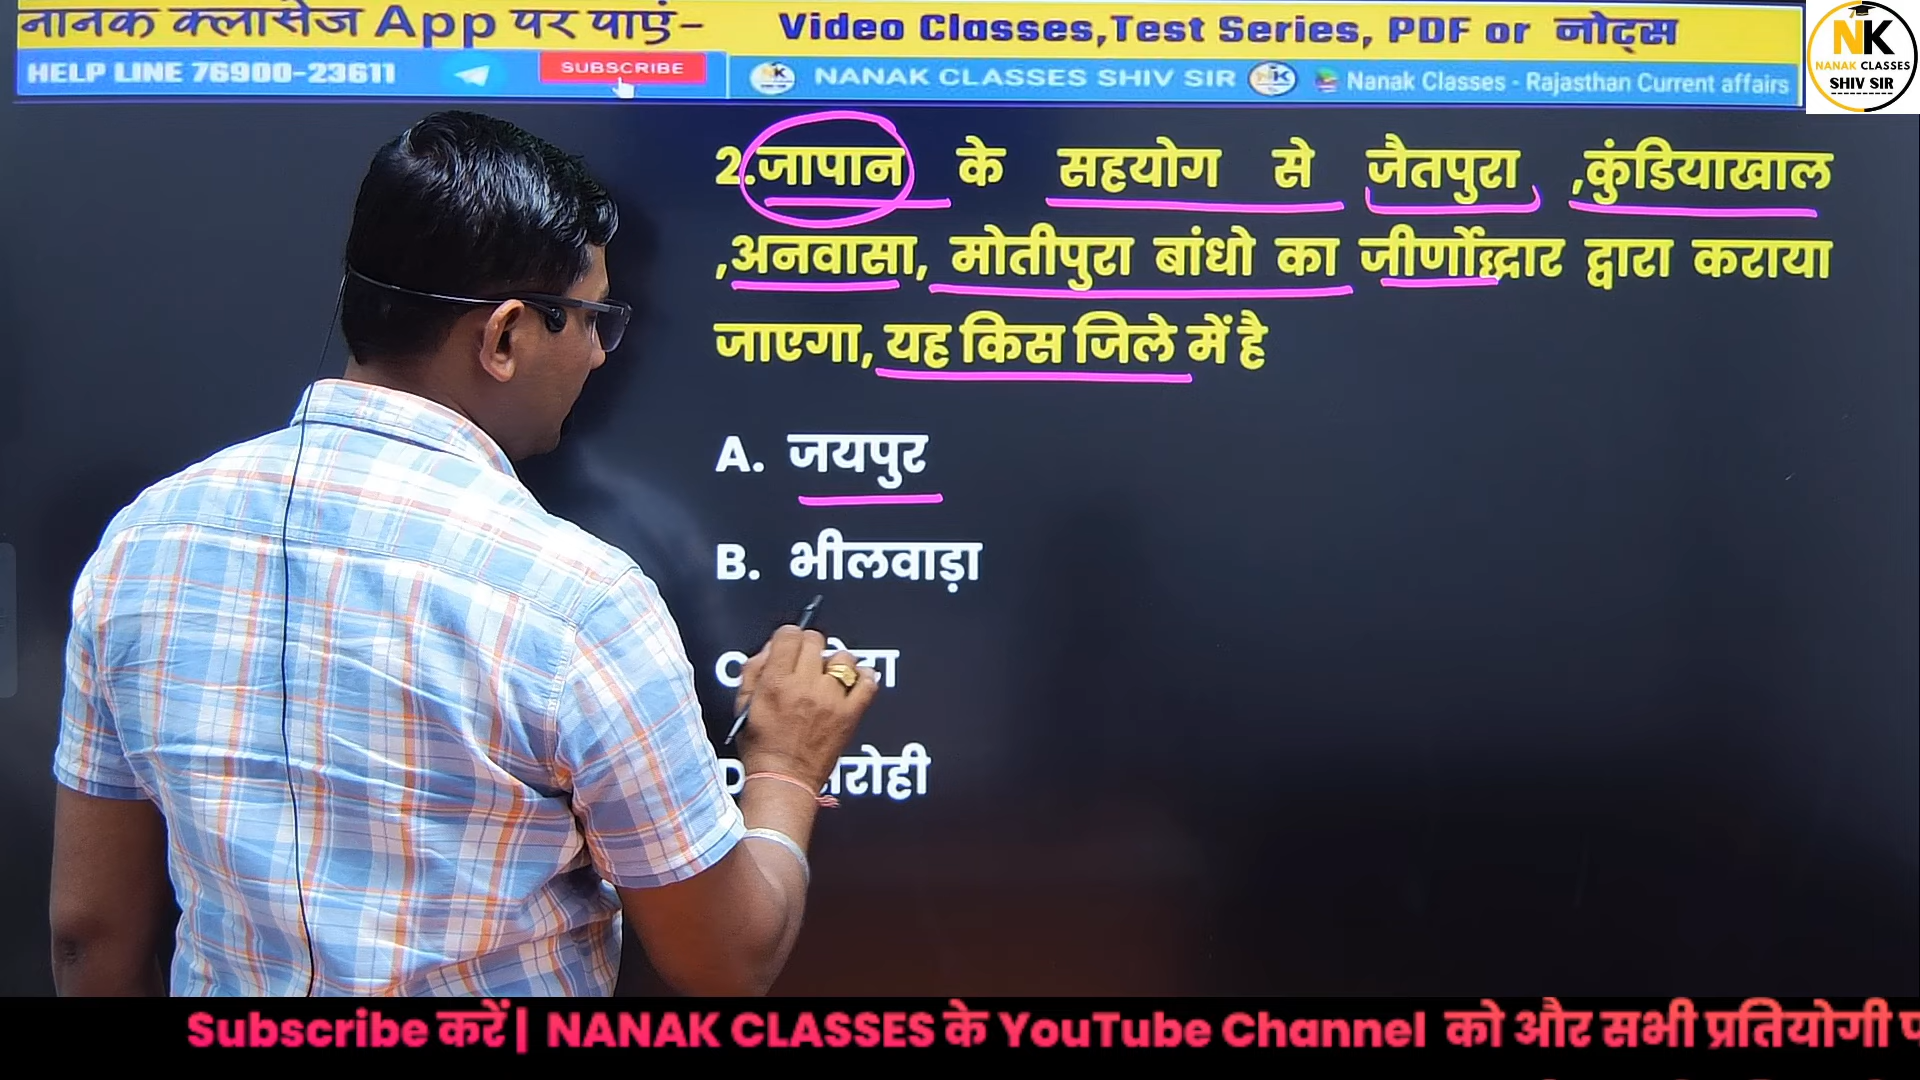 नानक क्लासेज App पर पाएं- Video Classes,Test Series, PDF or नोट्स
HELP LINE 76900-23611 SUBSCRIBE NK NANAK CLASSES SHIV SIR NK Nanak Classes - Rajasthan Current affairs
NK
NANAK CLASSES
SHIV SIR
2.जापान के सहयोग से जैतपुरा ,कुंडियाखाल
,अनवासा, मोतीपुरा बांधो का जीर्णोद्धार द्वारा कराया
जाएगा, यह किस जिले में है
A. जयपुर
B. भीलवाड़ा
C
D
Subscribe करें| NANAK CLASSES के YouTube Channel को और सभी प्रतियोगी